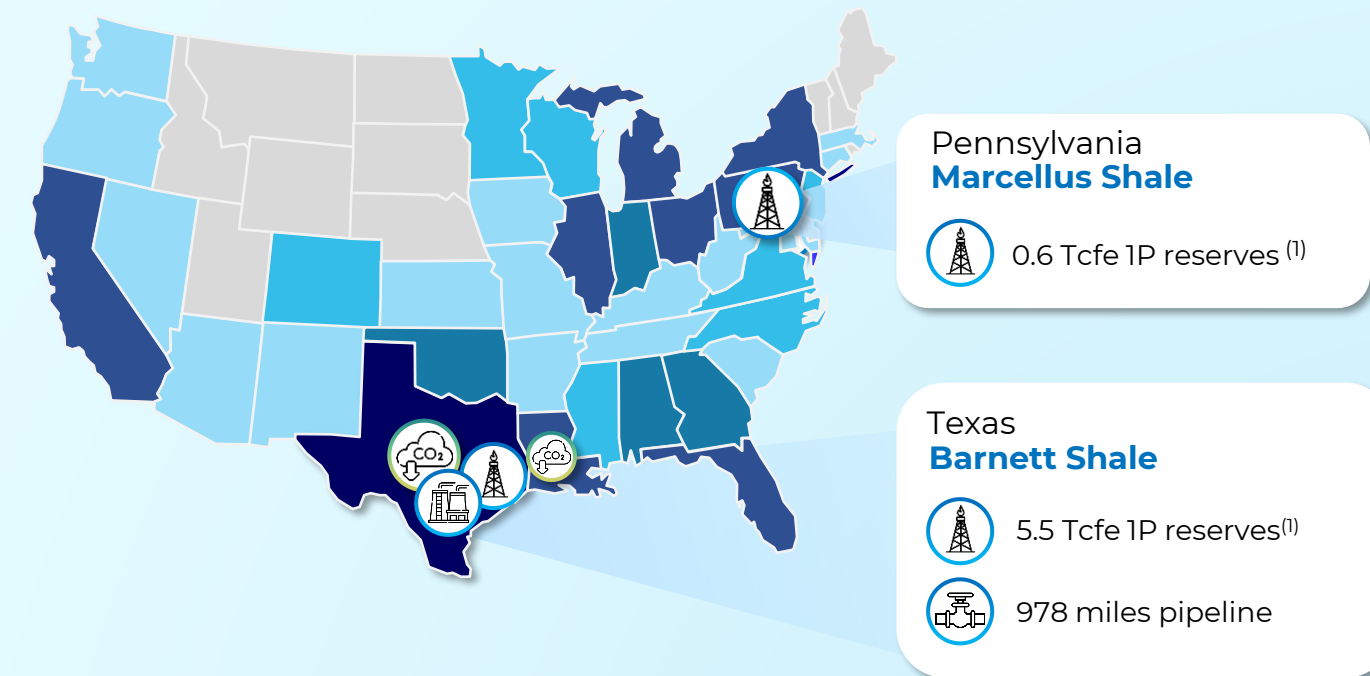 Pennsylvania
Marcellus Shale
0.6 Tcfe 1P reserves (1)
CO₂
CO₂
Texas
Barnett Shale
5.5 Tcfe 1P reserves(1)
978 miles pipeline